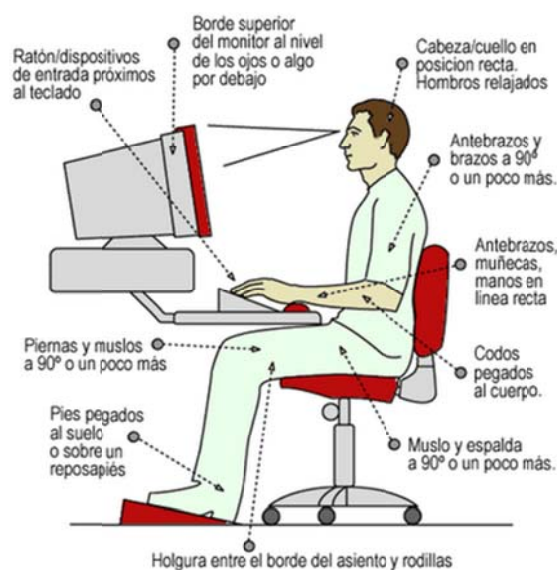 Borde superior
del monitor al nivel
de los ojos o algo
por debajo
Ratón/dispositivos
de entrada próximos
al teclado
Cabeza/cuello en
posicion recta.
Hombros relajados
Antebrazos y
brazos a 90º
o un poco más.
Antebrazos,
muñecas,
manos en
linea recta
Codos
pegados
al cuerpo.
Muslo y espalda
a 90º o un poco más.
Piernas y muslos
a 90º o un poco más
Pies pegados
al suelo
o sobre un
reposapiés
Holgura entre el borde del asiento y rodillas